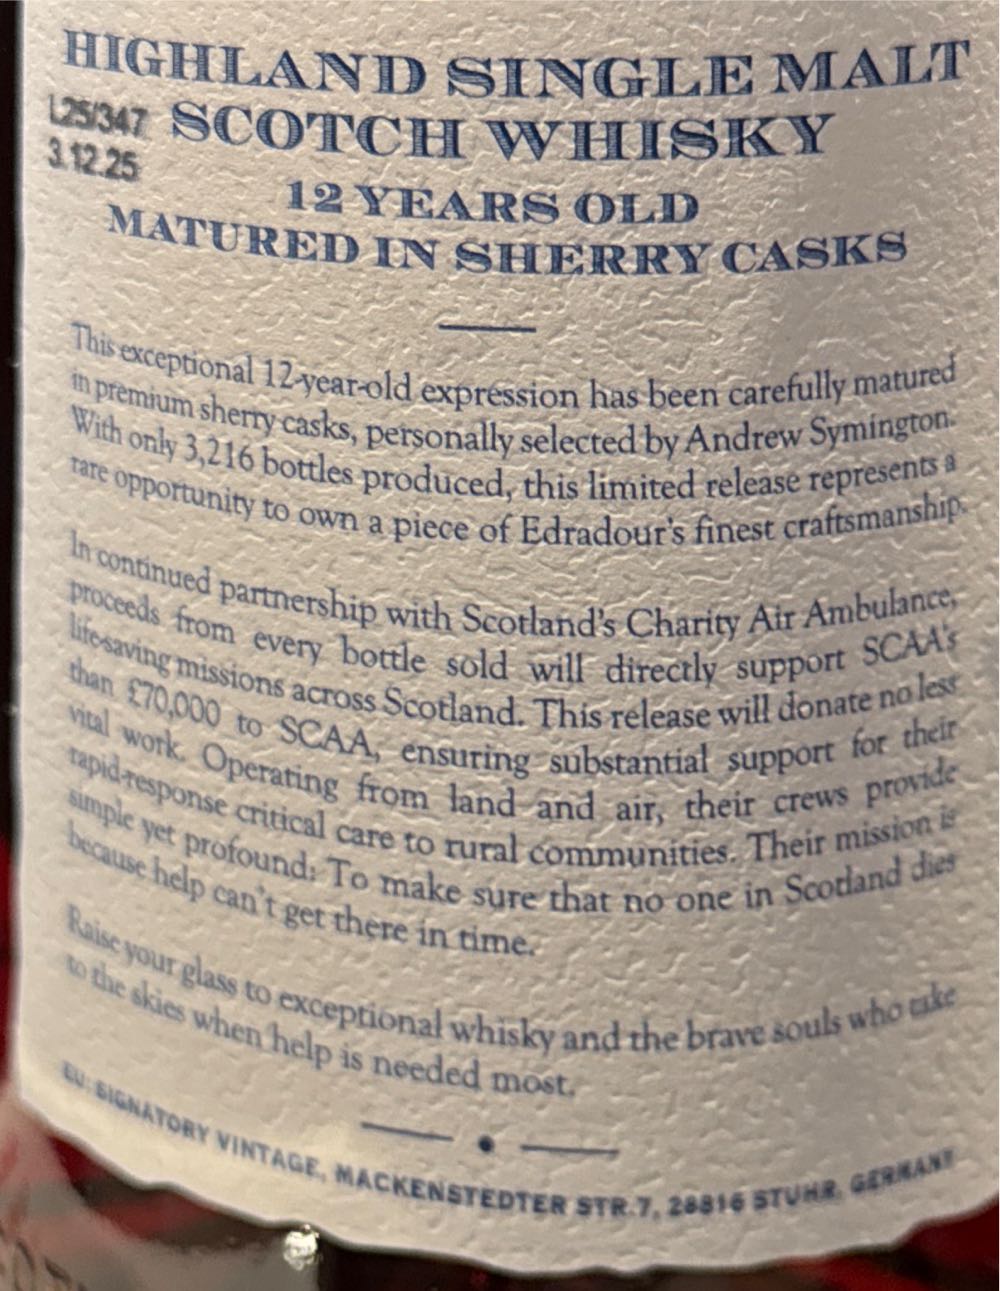 HIGHLAND SINGLE MALT
L25/347
SCOTCH WHISKY
3.12.25
12 YEARS OLD
MATURED IN SHERRY CASKS
This exceptional 12-year-old expression has been carefully matured
in premium sherry casks, personally selected by Andrew Symington.
With only 3,216 bottles produced, this limited release represents a
rare opportunity to own a piece of Edradour's finest craftsmanship.
In continued partnership with Scotland's Charity Air Ambulance,
proceeds from every bottle sold will directly support SCAA's
life-saving missions across Scotland. This release will donate no less
than £70,000 to SCAA, ensuring substantial support for their
vital work. Operating from land and air, their crews provide
rapid-response critical care to rural communities. Their mission is
simple yet profound: To make sure that no one in Scotland dies
because help can't get there in time.
Raise your glass to exceptional whisky and the brave souls who take
to the skies when help is needed most.
EU: SIGNATORY VINTAGE, MACKENSTEDTER STR.7, 28816 STUHR, GERMANY